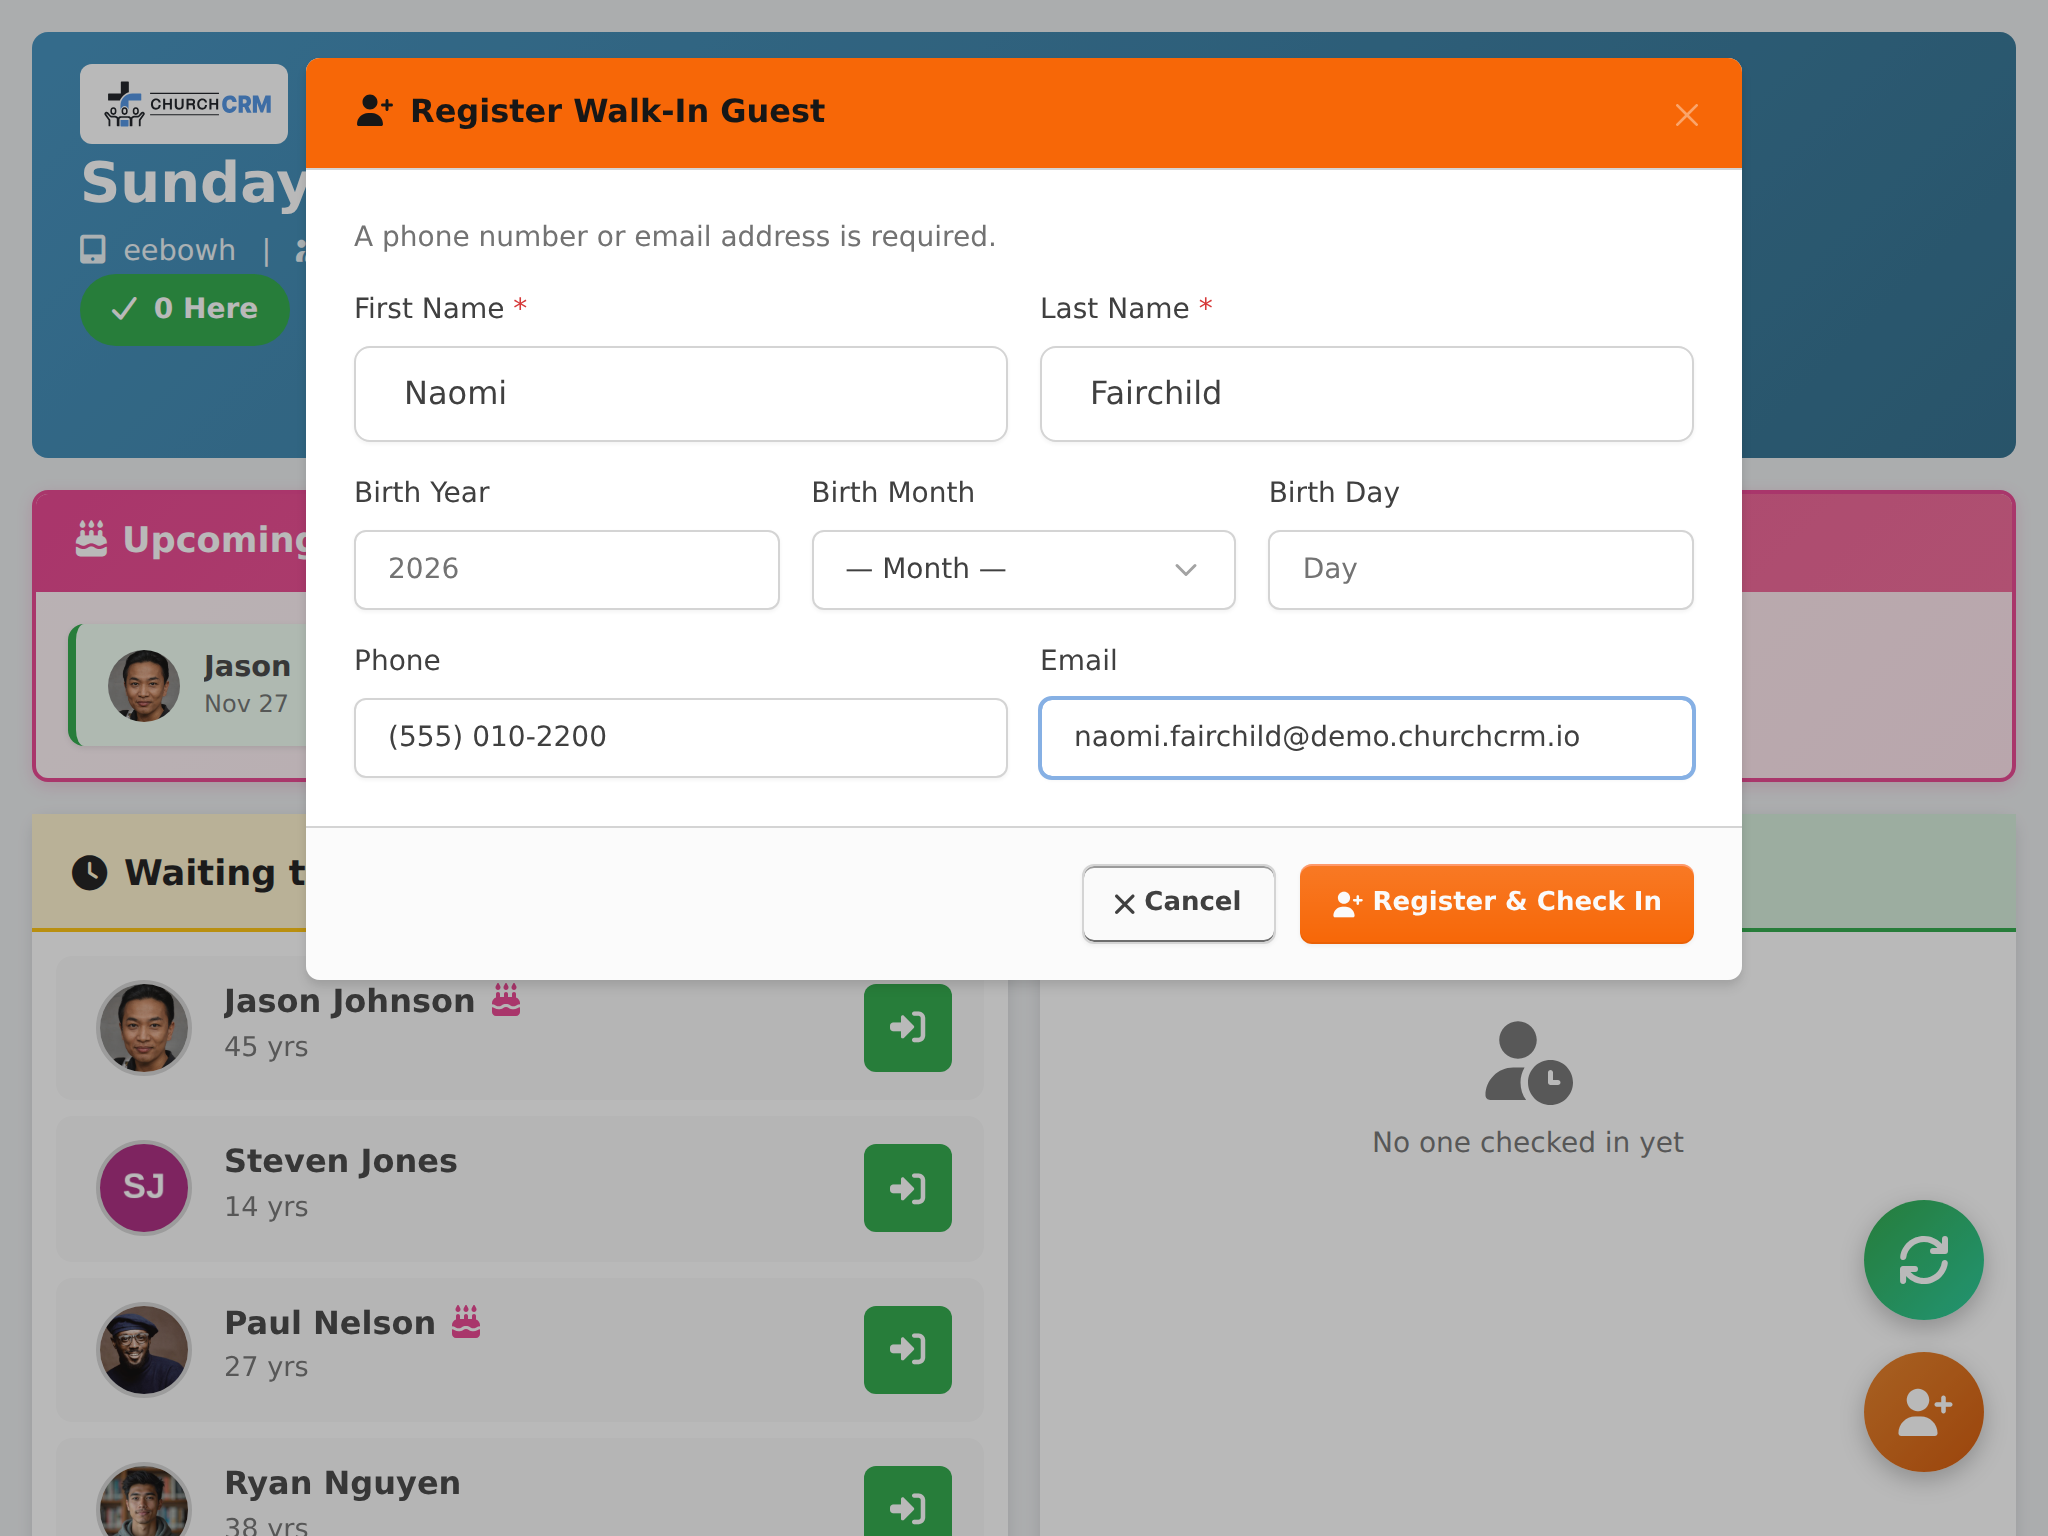 CHURCHCRM
Sunday
eebowh |
0 Here
Register Walk-In Guest
A phone number or email address is required.
First Name *
Last Name *
Naomi
Fairchild
Birth Year
Birth Month
Birth Day
2026
— Month —
Day
Phone
Email
(555) 010-2200
naomi.fairchild@demo.churchcrm.io
Cancel
Register & Check In
Upcoming
Jason
Nov 27
Waiting t
Jason Johnson
45 yrs
SJ
Steven Jones
14 yrs
Paul Nelson
27 yrs
Ryan Nguyen
38 yrs
No one checked in yet